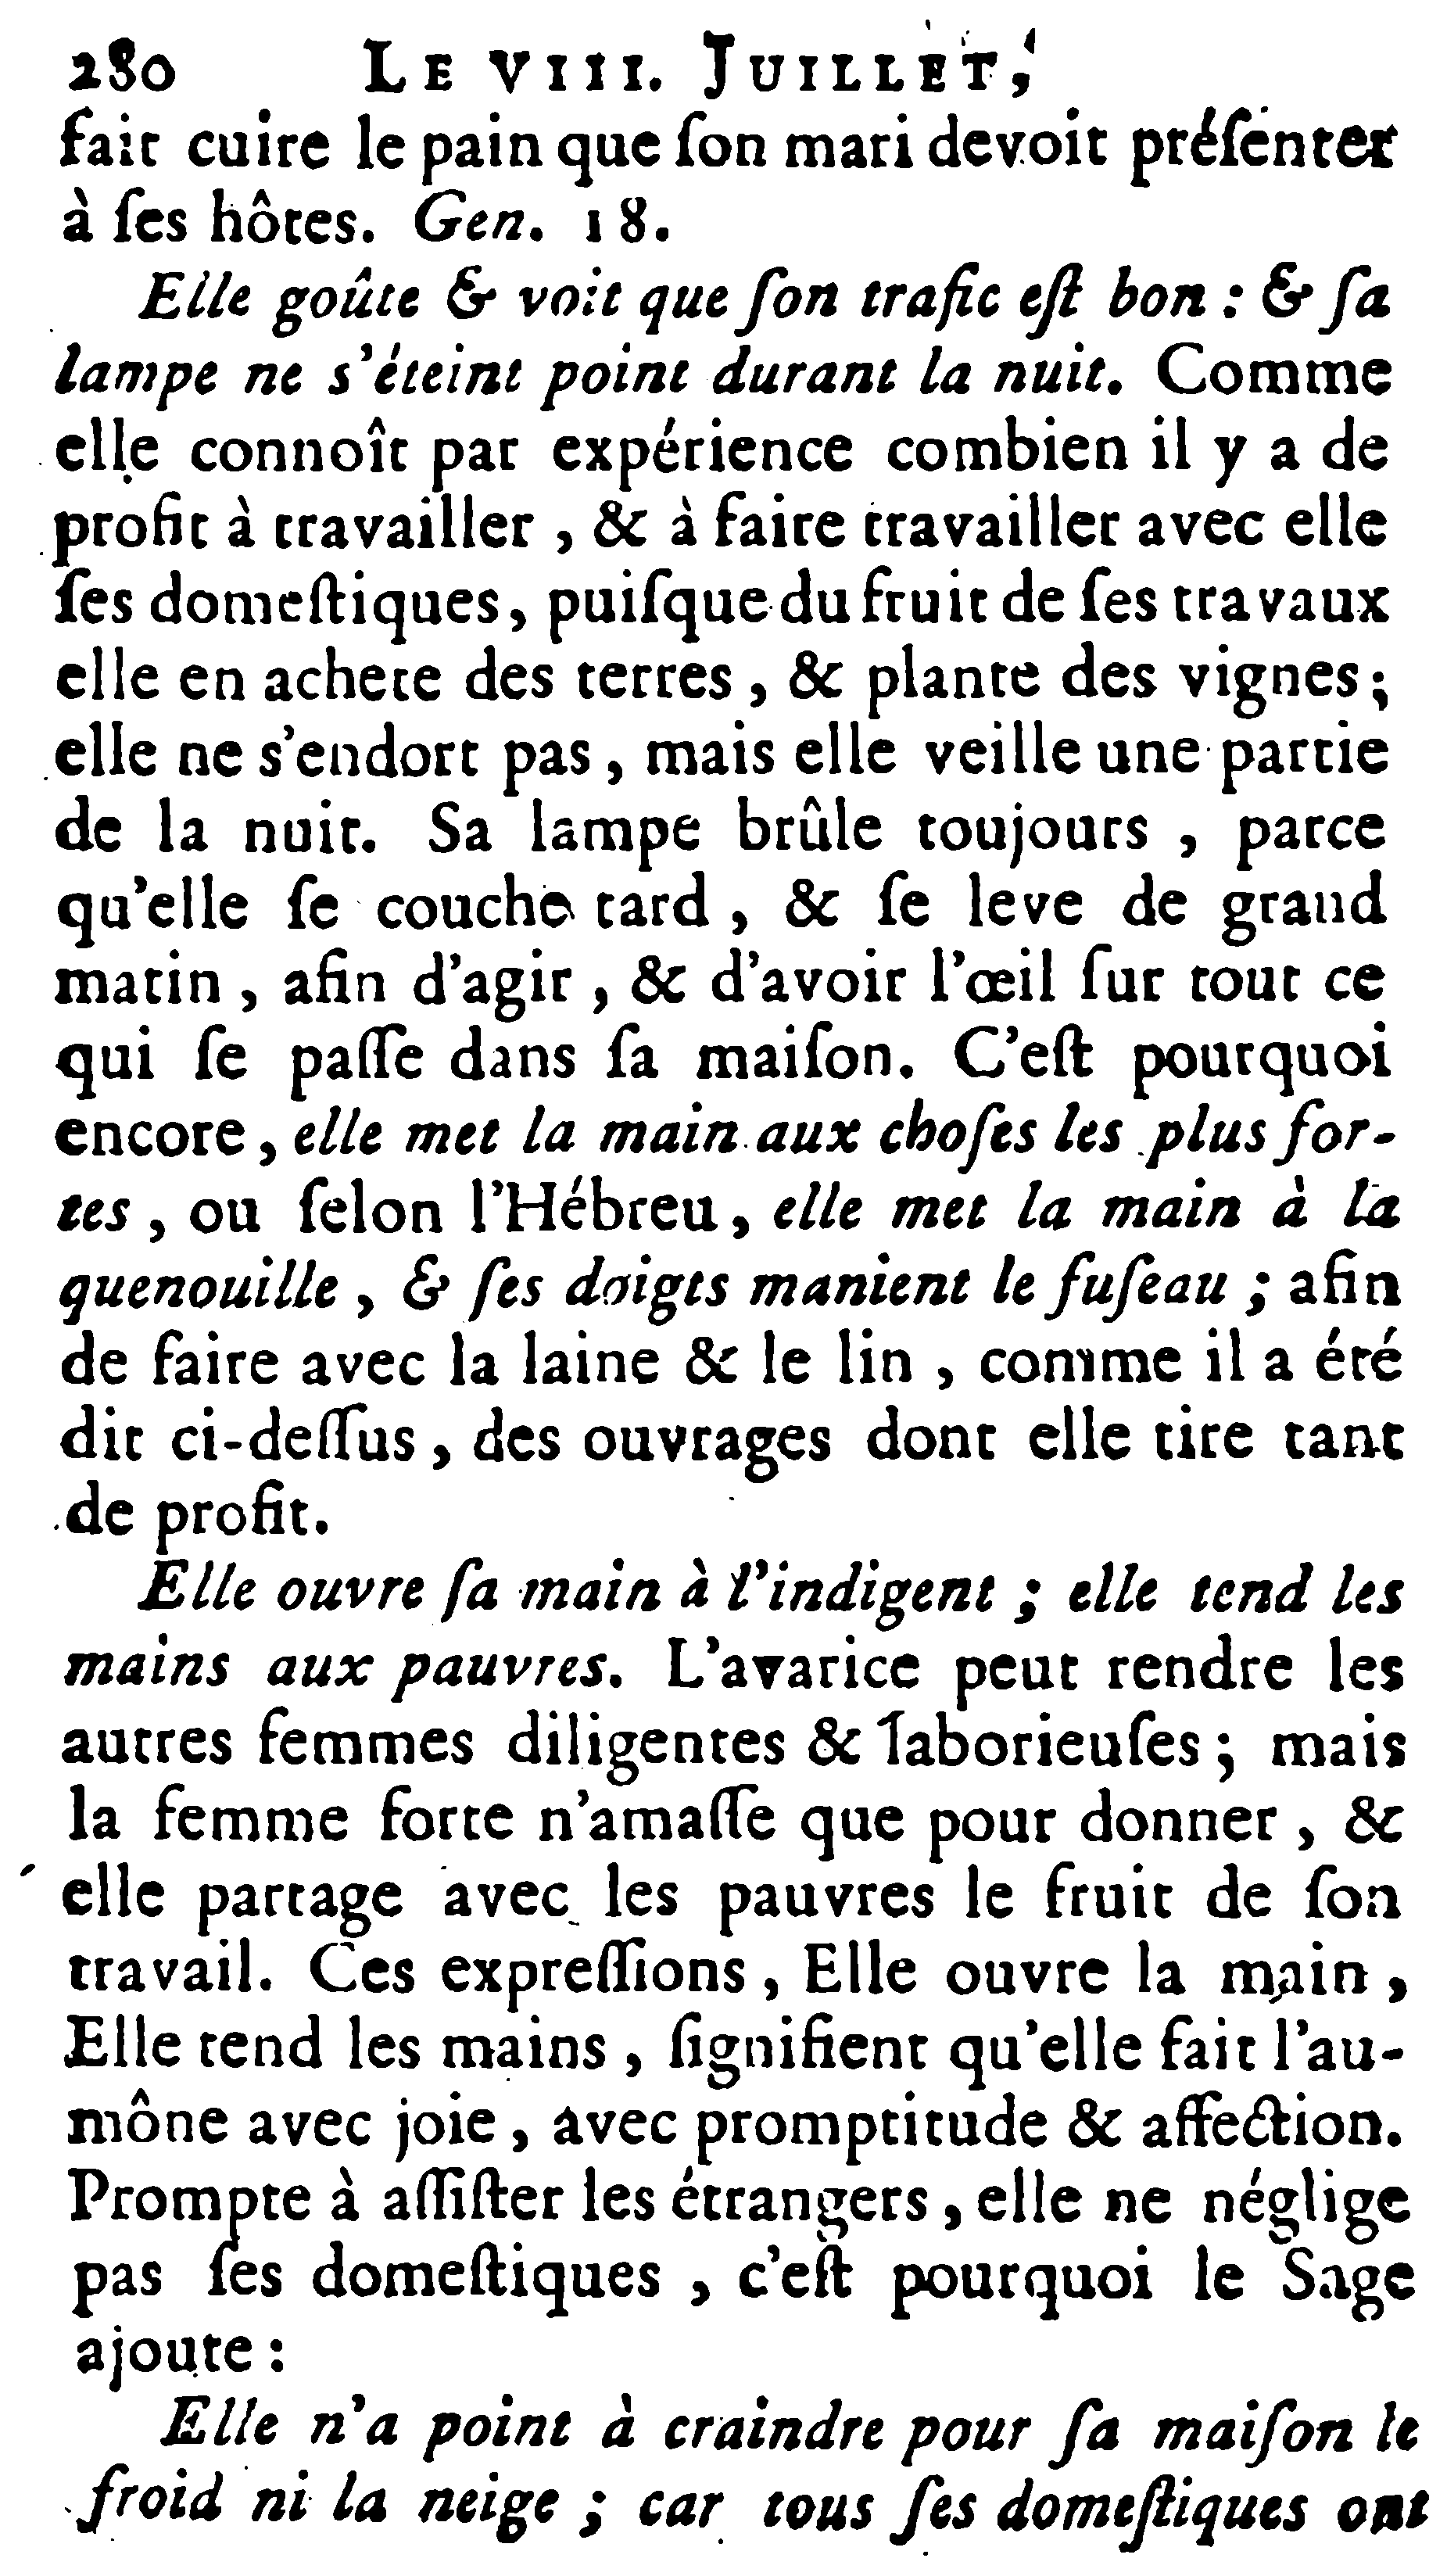 280 LE VIII. JUILLET,
fait cuire le pain que ſon mari devoit préſenter
à ſes hôtes. Gen. 18.
Elle goûte & voit que ſon trafic eſt bon : & ſa
lampe ne s'éteint point durant la nuit. Comme
elle connoît par expérience combien il y a de
profit à travailler , & à faire travailler avec elle
ſes domeſtiques, puiſque du fruit de ſes travaux
elle en achete des terres , & plante des vignes ;
elle ne s'endort pas , mais elle veille une partie
de la nuit. Sa lampe brûle toujours , parce
qu'elle ſe couche tard , & ſe leve de grand
matin , afin d'agir , & d'avoir l'œil ſur tout ce
qui ſe paſſe dans ſa maiſon. C'eſt pourquoi
encore , elle met la main aux choſes les plus for-
tes , ou ſelon l'Hébreu , elle met la main à la
quenouille , & ſes doigts manient le fuſeau ; afin
de faire avec la laine & le lin , comme il a été
dit ci-deſſus , des ouvrages dont elle tire tant
de profit.
Elle ouvre ſa main à l'indigent ; elle tend les
mains aux pauvres. L'avarice peut rendre les
autres femmes diligentes & laborieuſes ; mais
la femme forte n'amaſſe que pour donner , &
elle partage avec les pauvres le fruit de ſon
travail. Ces expreſſions , Elle ouvre la main ,
Elle tend les mains , ſignifient qu'elle fait l'au-
mône avec joie , avec promptitude & affection.
Prompte à aſſiſter les étrangers , elle ne néglige
pas ſes domeſtiques , c'eſt pourquoi le Sage
ajoute :
Elle n'a point à craindre pour ſa maiſon le
froid ni la neige ; car tous ſes domeſtiques ont